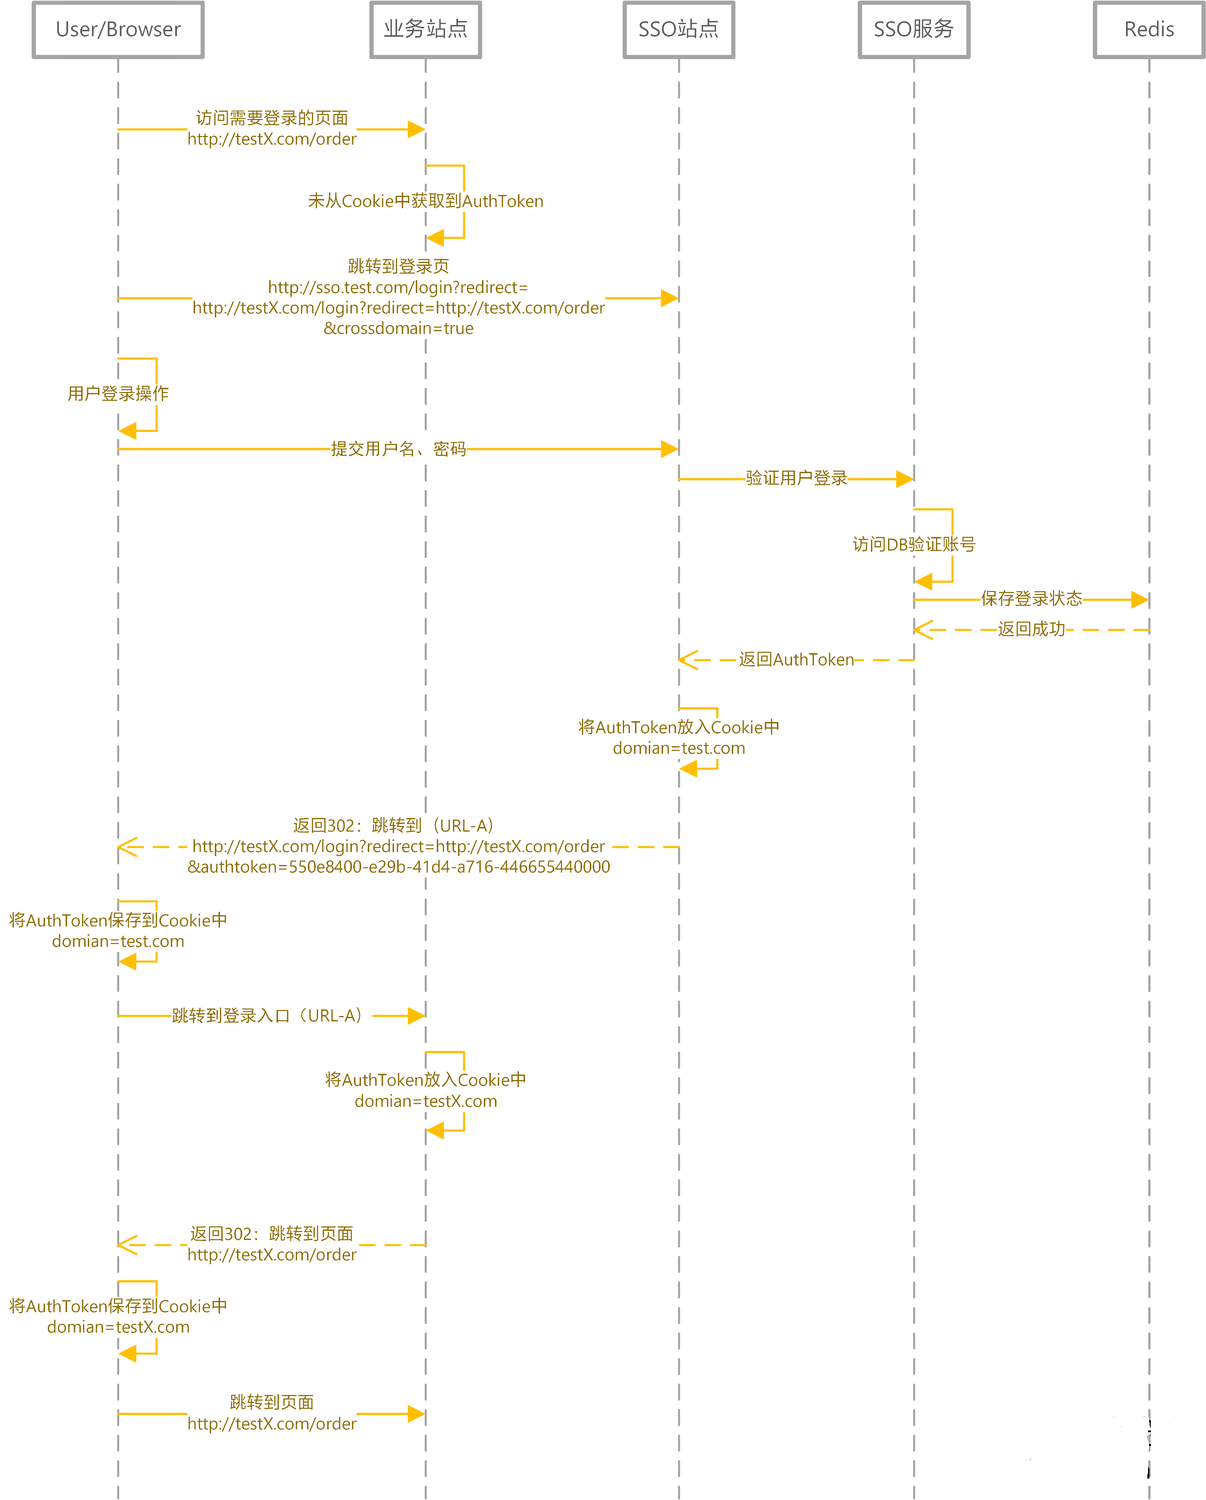 User/Browser
业务站点
SSO站点
SSO服务
Redis
访问需要登录的页面
http://testX.com/order
未从Cookie中获取到AuthToken
跳转到登录页
http://sso.test.com/login?redirect=
http://testX.com/login?redirect=http://testX.com/order
&crossdomain=true
用户登录操作
提交用户名、密码
验证用户登录
访问DB验证账号
保存登录状态
返回成功
返回AuthToken
将AuthToken放入Cookie中
domian=test.com
返回302：跳转到（URL-A）
http://testX.com/login?redirect=http://testX.com/order
&authtoken=550e8400-e29b-41d4-a716-446655440000
将AuthToken保存到Cookie中
domian=test.com
跳转到登录入口（URL-A）
将AuthToken放入Cookie中
domian=testX.com
返回302：跳转到页面
http://testX.com/order
将AuthToken保存到Cookie中
domian=testX.com
跳转到页面
http://testX.com/order